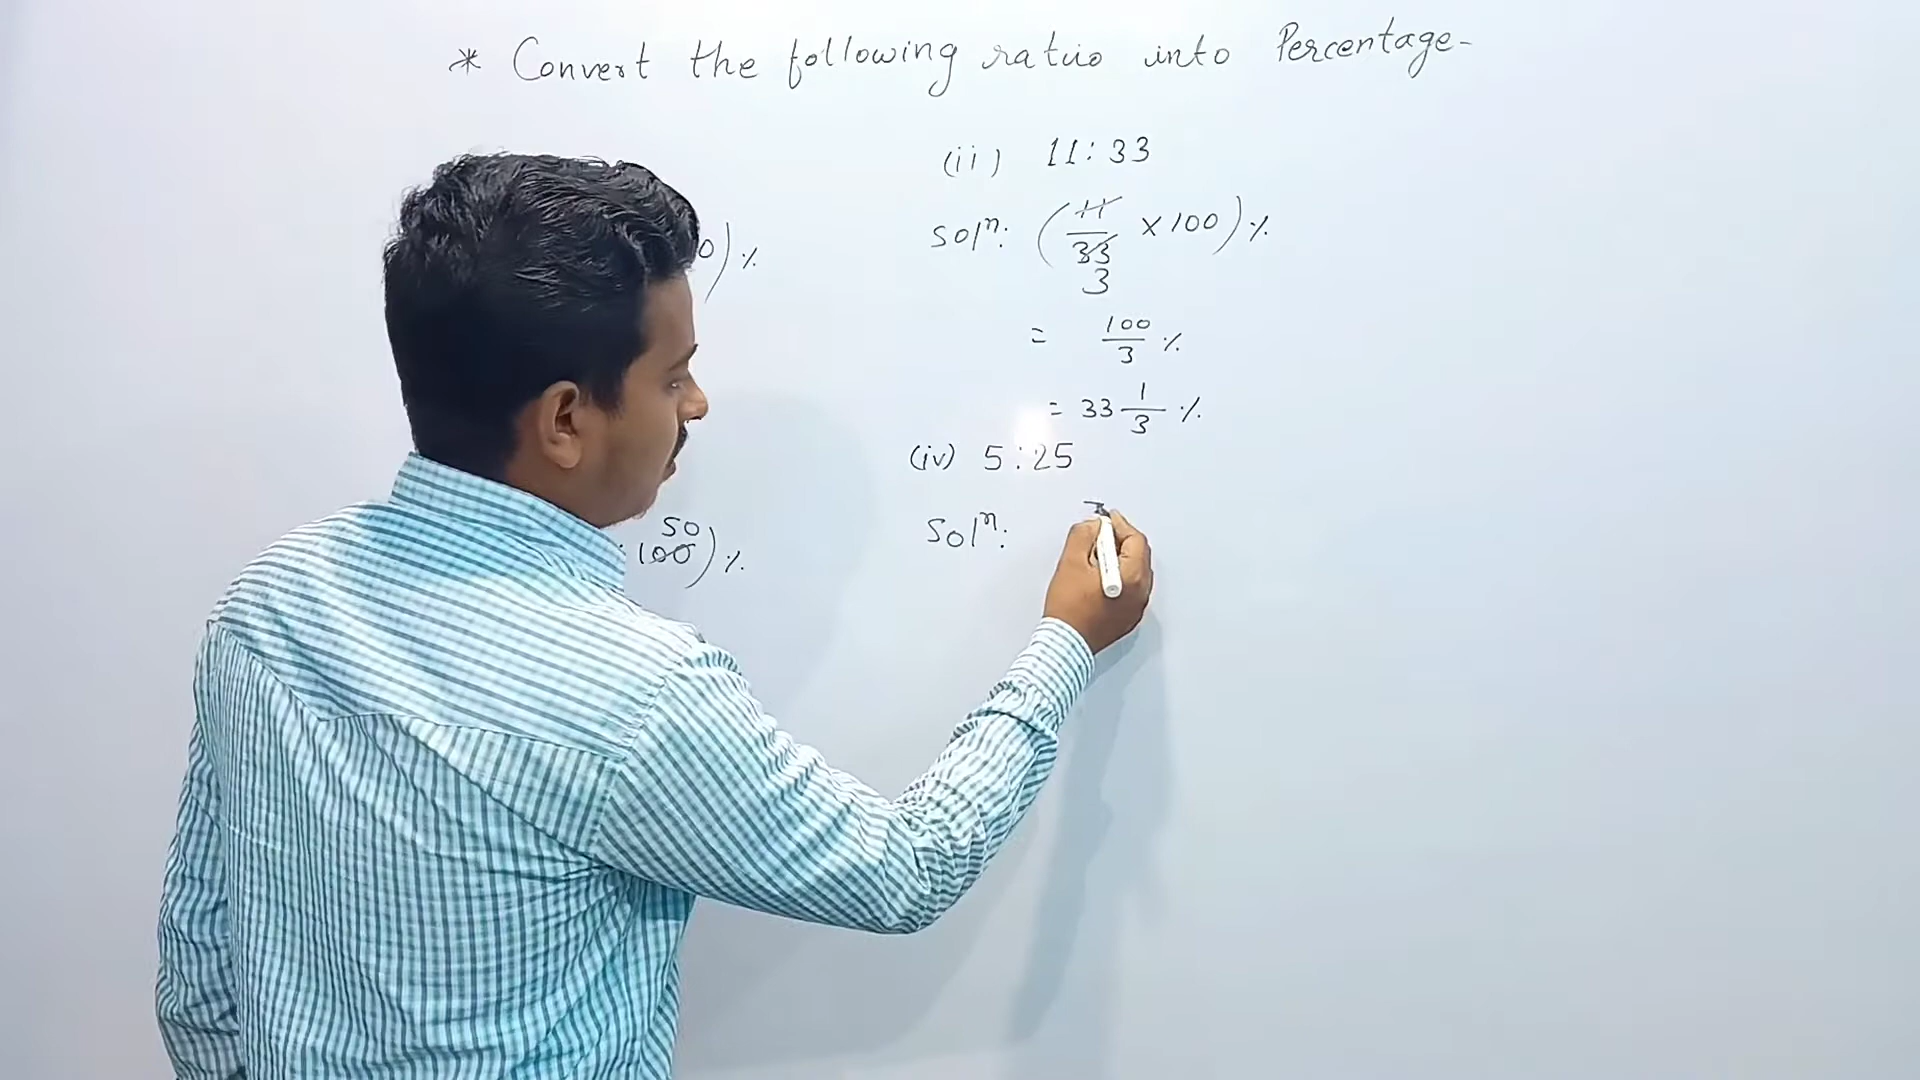 * Convert the following ratio into Percentage-
(ii) 11:33
Solⁿ: (11/33 ×100)%
3
= 100/3 %
= 33 1/3 %
(iv) 5:25
Solⁿ:
0)%
50
100)%